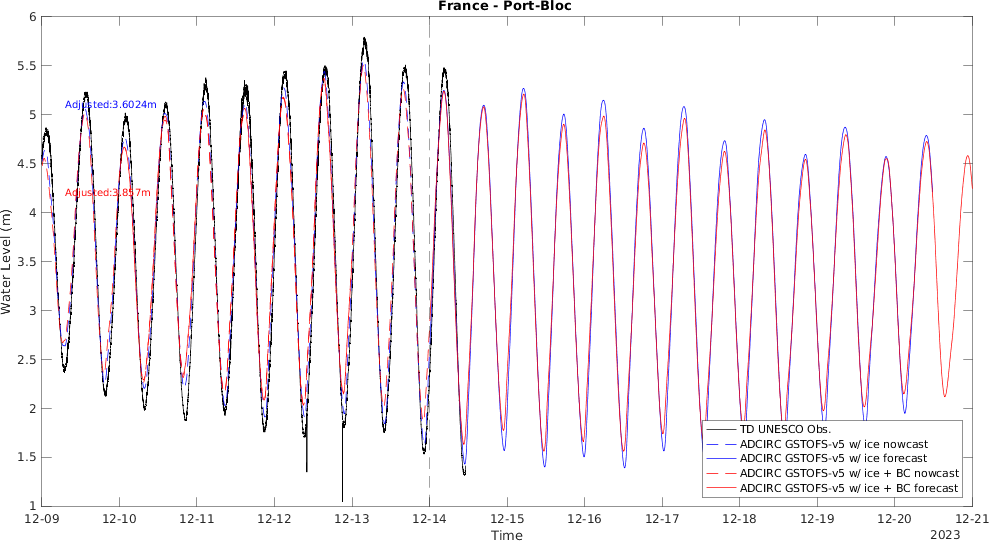 France - Port-Bloc
Water Level (m)
6
5.5
5
4.5
4
3.5
3
2.5
2
1.5
1
Adjusted:3.6024m
Adjusted:3.857m
TD UNESCO Obs.
ADCIRC GSTOFS-v5 w/ ice nowcast
ADCIRC GSTOFS-v5 w/ ice forecast
ADCIRC GSTOFS-v5 w/ ice + BC nowcast
ADCIRC GSTOFS-v5 w/ ice + BC forecast
12-09 12-10 12-11 12-12 12-13 12-14 12-15 12-16 12-17 12-18 12-19 12-20 12-21
Time
2023